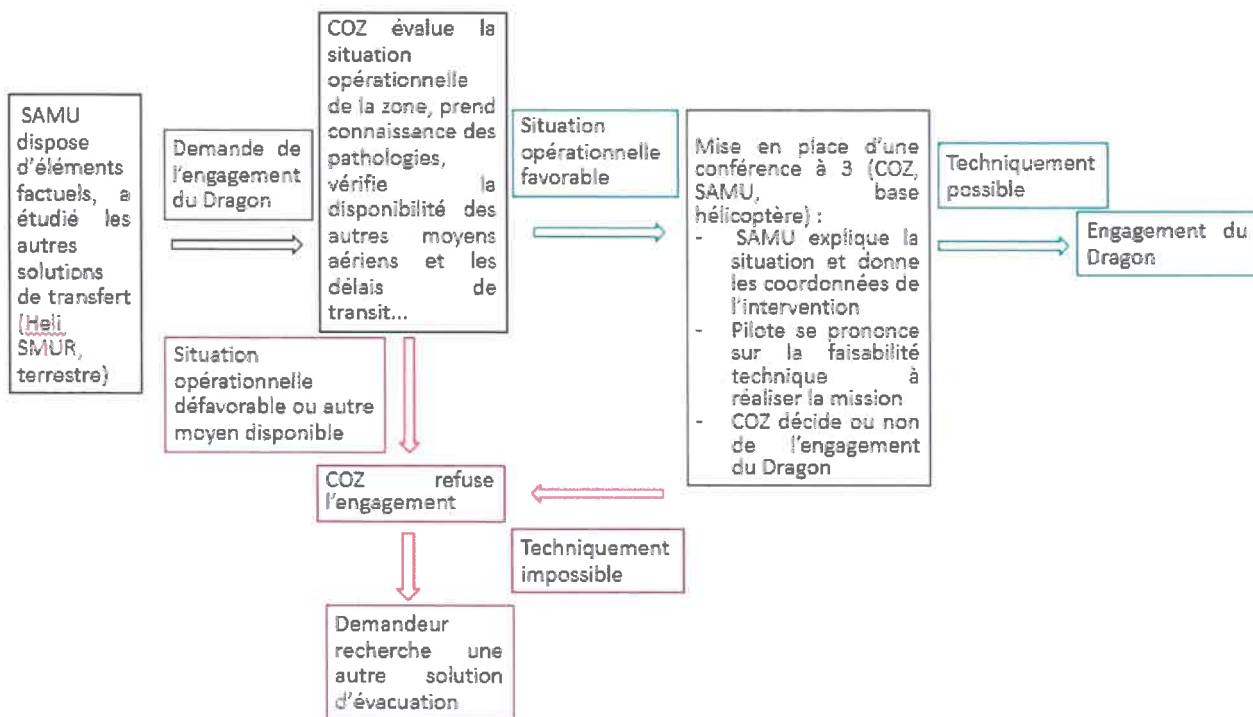 SAMU
dispose
d'éléments
factuels, a
étudié les
autres
solutions
de transfert
(Heli
SMUR,
terrestre)
Demande de
l'engagement
du Dragon
COZ évalue la
situation
opérationnelle
de la zone, prend
connaissance des
pathologies,
vérifie la
disponibilité des
autres moyens
aériens et les
délais de
transit...
Situation
opérationnelle
favorable
Mise en place d'une
conférence à 3 (COZ,
SAMU, base
hélicoptère) :
- SAMU explique la
situation et donne
les coordonnées de
l'intervention
- Pilote se prononce
sur la faisabilité
technique à
réaliser la mission
- COZ décide ou non
de l'engagement
du Dragon
Techniquement
possible
Engagement du
Dragon
Situation
opérationnelle
défavorable ou autre
moyen disponible
COZ refuse
l'engagement
Techniquement
impossible
Demandeur
recherche une
autre solution
d'évacuation